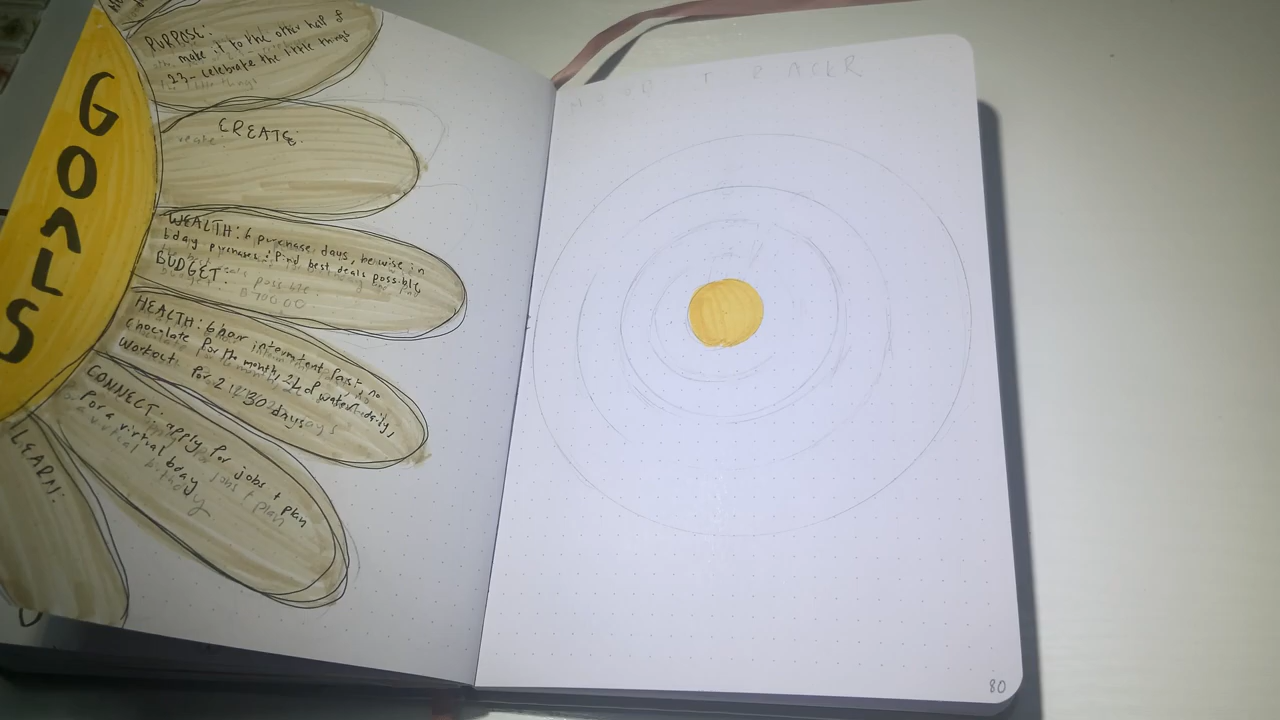 GOALS
PURPOSE:
make it to the other half of
23 - celebrate the little things
CREATE:
WEALTH: 6 purchase days, be wise in
bday purchases: Find best deals possible,
BUDGET:
HEALTH: 6 hour intermitent fast, no
chocolate for the month, 2L of water daily,
workout for 21/30 days
CONNECT: apply for jobs + plan
for a virtual bday
LEARN:
MOOD TRACKER
80